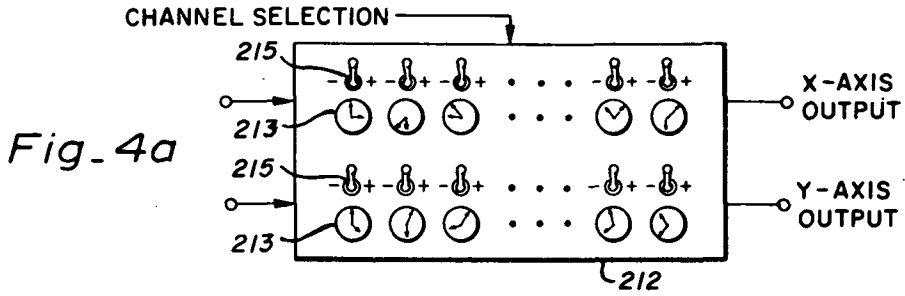 CHANNEL SELECTION
215
- + - + - + . . . - + - +
X-AXIS
OUTPUT
213
. . .
Fig_4a
215
- + - + - + . . . - + - +
Y-AXIS
OUTPUT
213
. . .
212